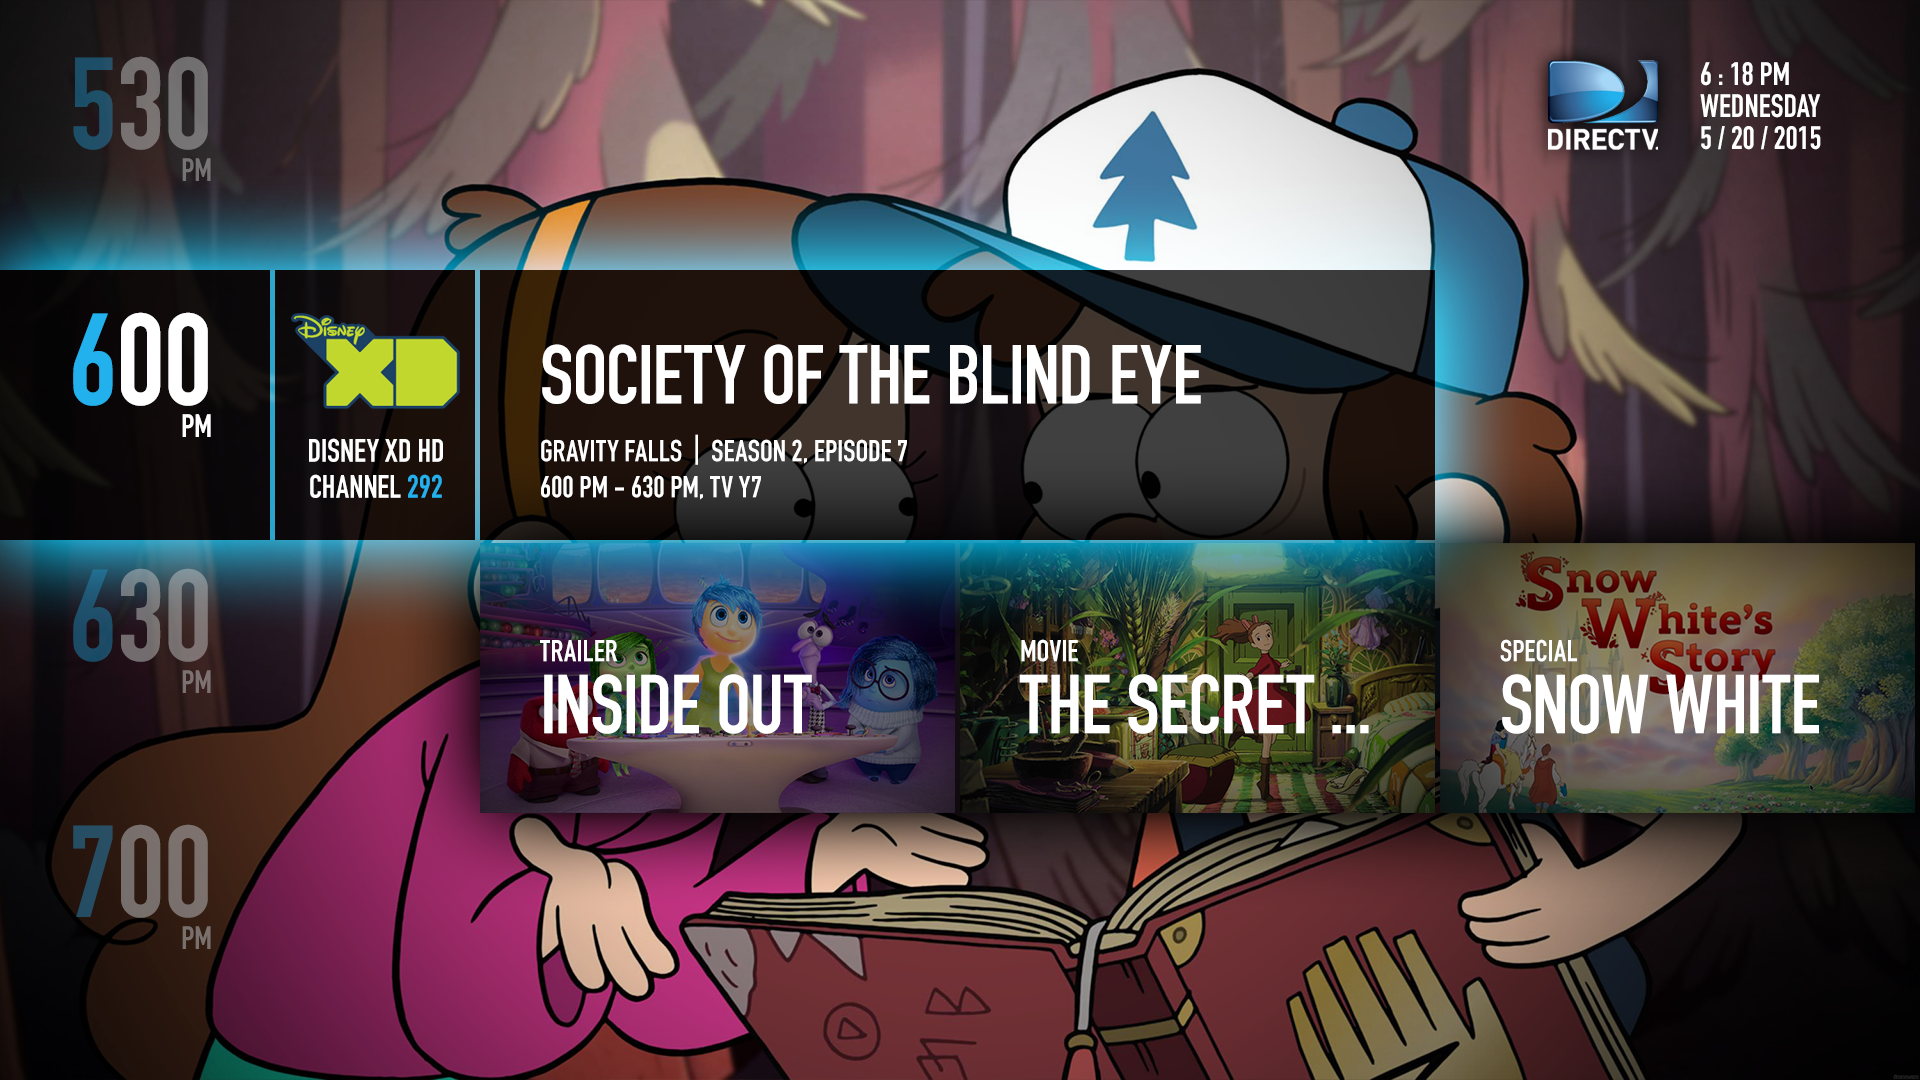 530
PM
DIRECTV
6 : 18 PM
WEDNESDAY
5 / 20 / 2015
600
PM
Disney
XD
DISNEY XD HD
CHANNEL 292
SOCIETY OF THE BLIND EYE
GRAVITY FALLS | SEASON 2, EPISODE 7
600 PM – 630 PM, TV Y7
630
PM
TRAILER
INSIDE OUT
MOVIE
THE SECRET ...
Snow
White's
Story
SPECIAL
SNOW WHITE
700
PM